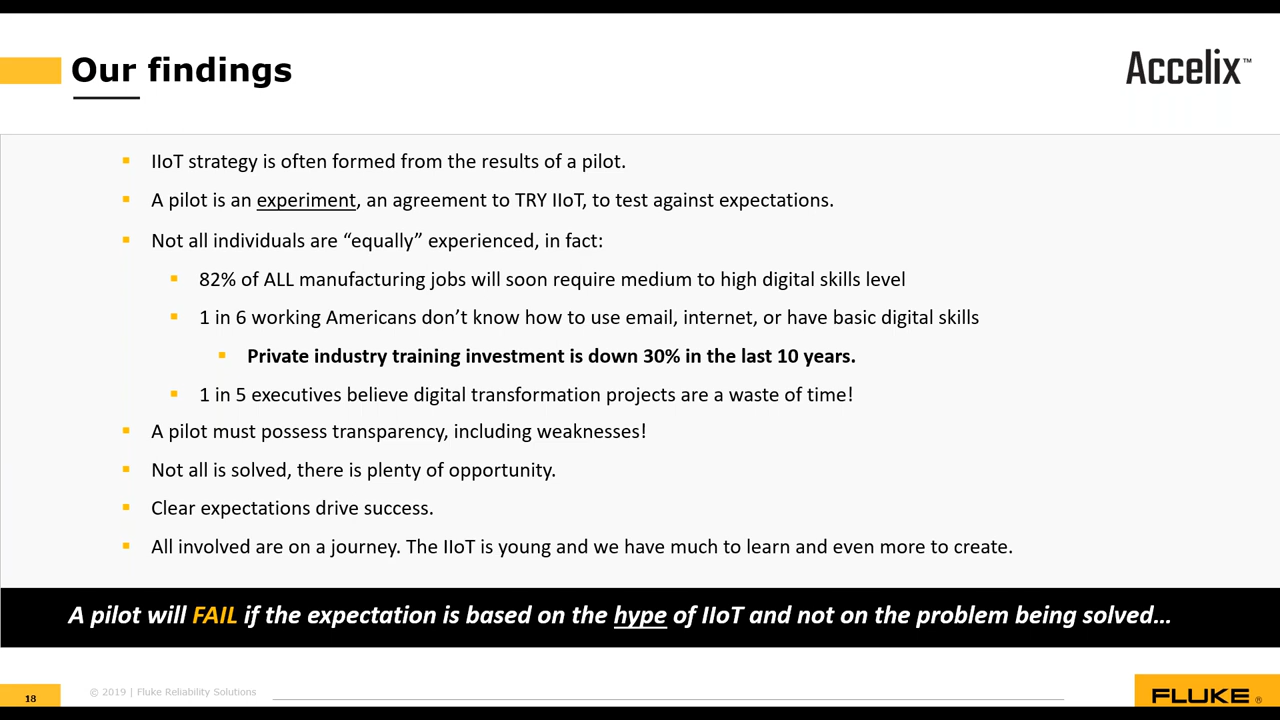 Our findings
Accelix™
IIoT strategy is often formed from the results of a pilot.
A pilot is an experiment, an agreement to TRY IIoT, to test against expectations.
Not all individuals are “equally” experienced, in fact:
82% of ALL manufacturing jobs will soon require medium to high digital skills level
1 in 6 working Americans don’t know how to use email, internet, or have basic digital skills
Private industry training investment is down 30% in the last 10 years.
1 in 5 executives believe digital transformation projects are a waste of time!
A pilot must possess transparency, including weaknesses!
Not all is solved, there is plenty of opportunity.
Clear expectations drive success.
All involved are on a journey. The IIoT is young and we have much to learn and even more to create.
A pilot will FAIL if the expectation is based on the hype of IIoT and not on the problem being solved…
18
© 2019 | Fluke Reliability Solutions
FLUKE®